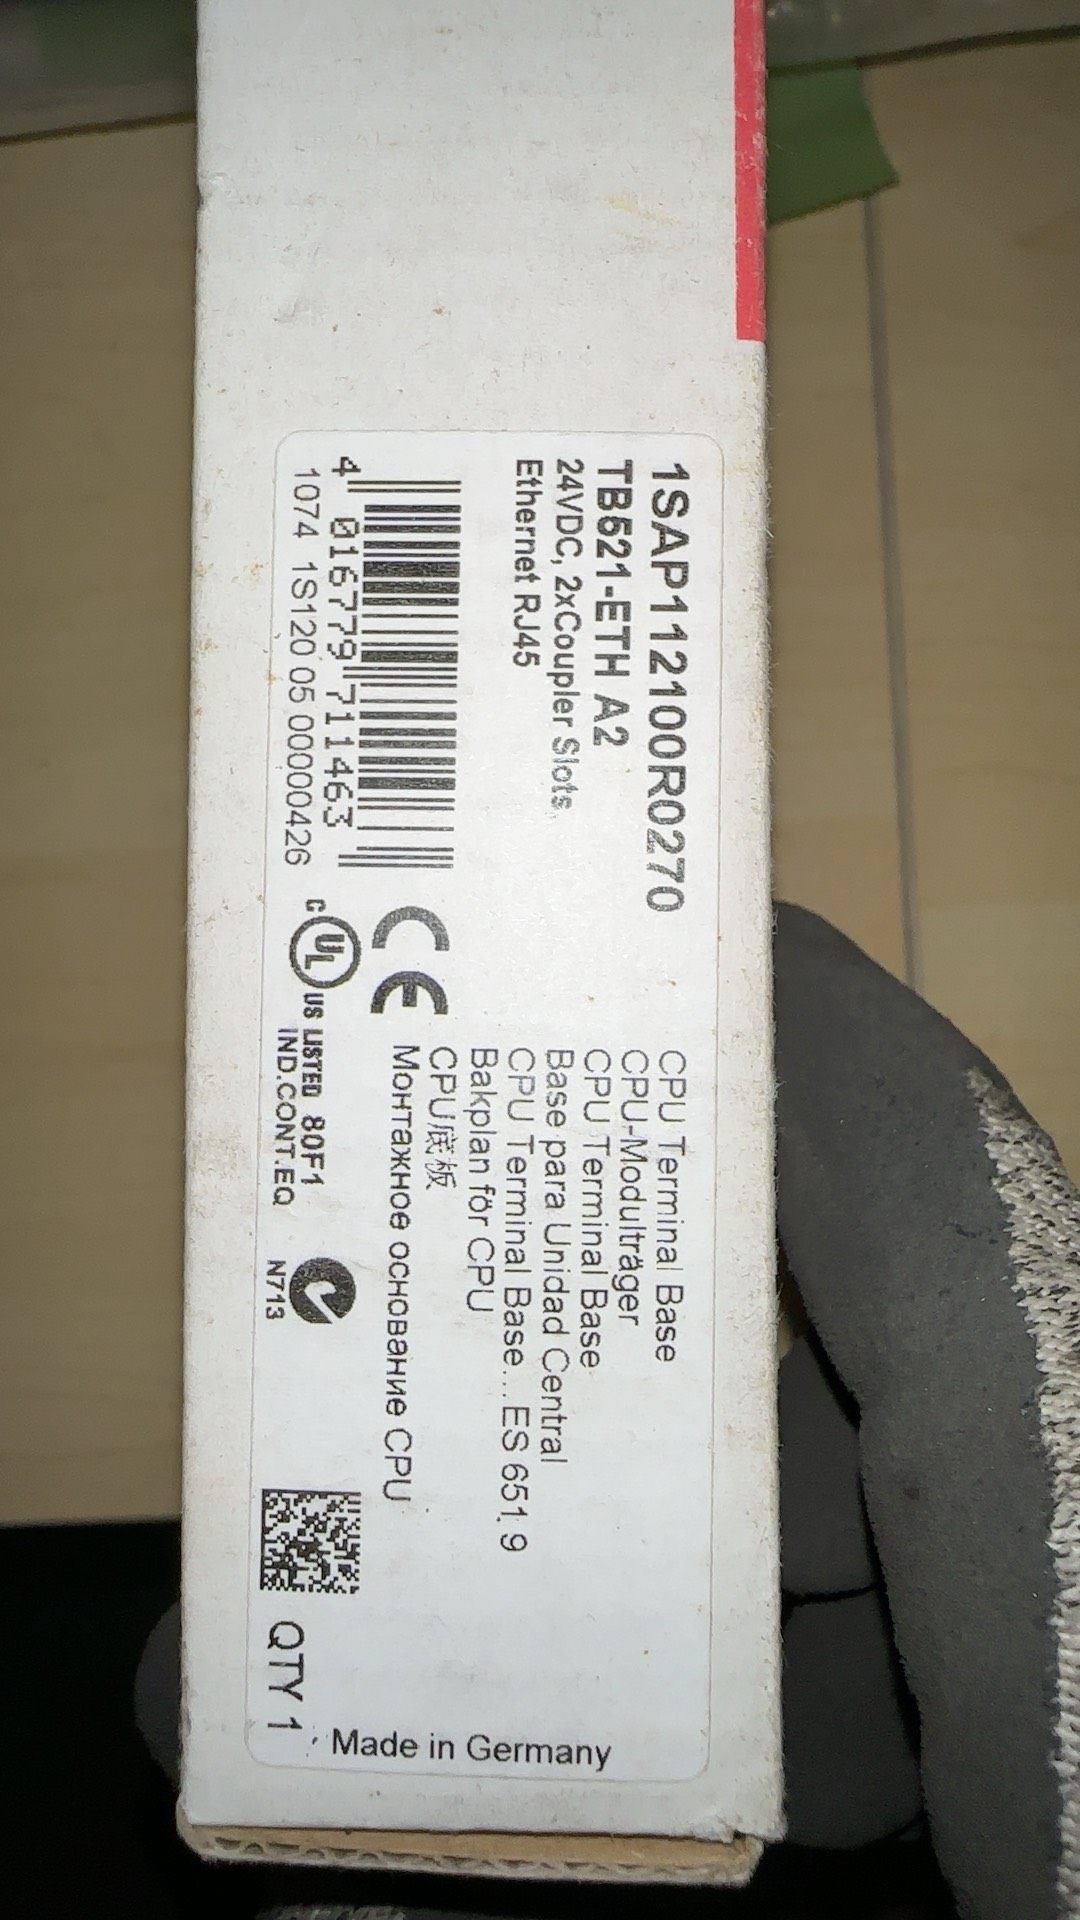 1SAP112100R0270
TB521-ETH A2
24VDC, 2xCoupler Slots,
Ethernet RJ45
4 016779 711463
1074 1S120 05 00000426
CPU Terminal Base
CPU-Modulträger
CPU Terminal Base
Base para Unidad Central
CPU Terminal Base.... ES 651.9
Bakplan för CPU
CPU底板
Монтажное основание CPU
CE
C UL US LISTED 80F1
IND.CONT.EQ
N713
QTY 1
Made in Germany